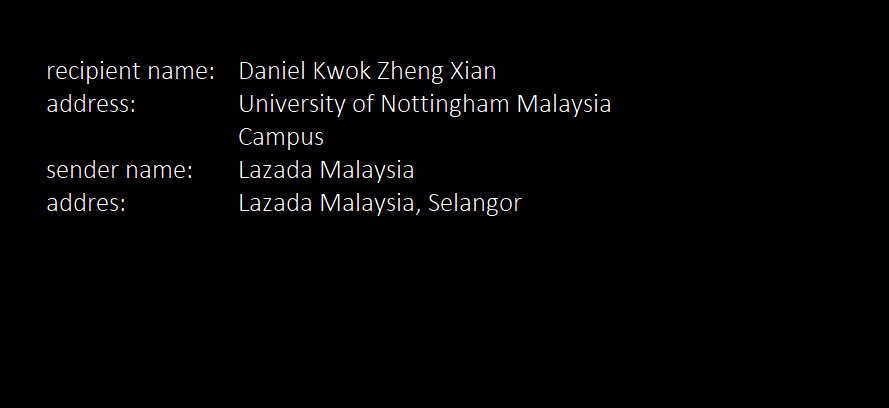 recipient name: Daniel Kwok Zheng Xian
address: University of Nottingham Malaysia
Campus
sender name: Lazada Malaysia
addres: Lazada Malaysia, Selangor